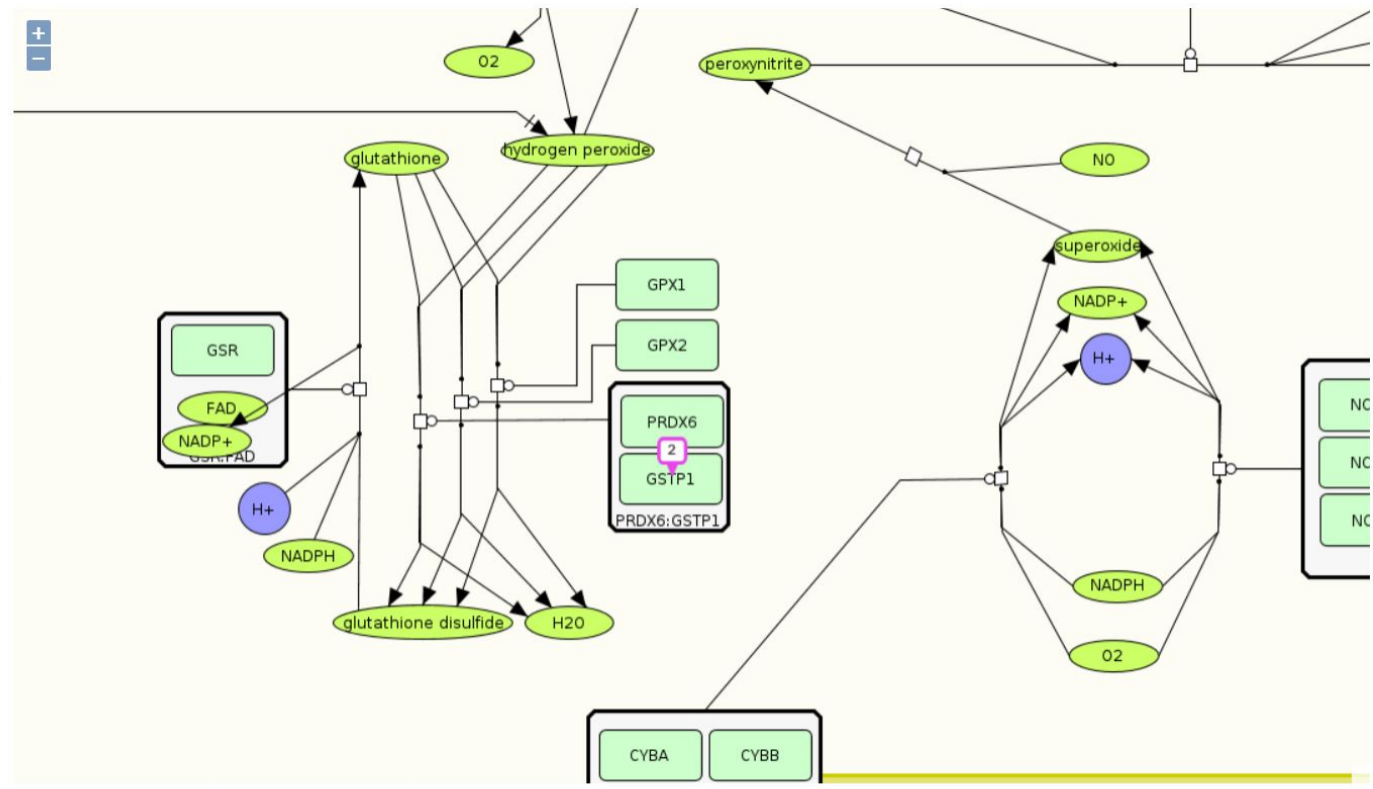 +
−
O2
peroxynitrite
hydrogen peroxide
glutathione
NO
superoxide
GPX1
NADP+
GSR
GPX2
H+
FAD
PRDX6
NADP+
2
GSR:FAD
GSTP1
H+
PRDX6:GSTP1
NADPH
NADPH
glutathione disulfide
H2O
O2
CYBA
CYBB